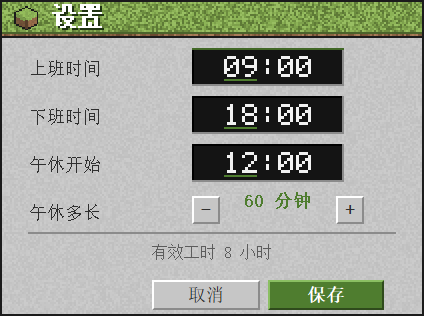 设置
上班时间 09:00
下班时间 18:00
午休开始 12:00
午休多长 - 60 分钟 +
有效工时 8 小时
取消 保存